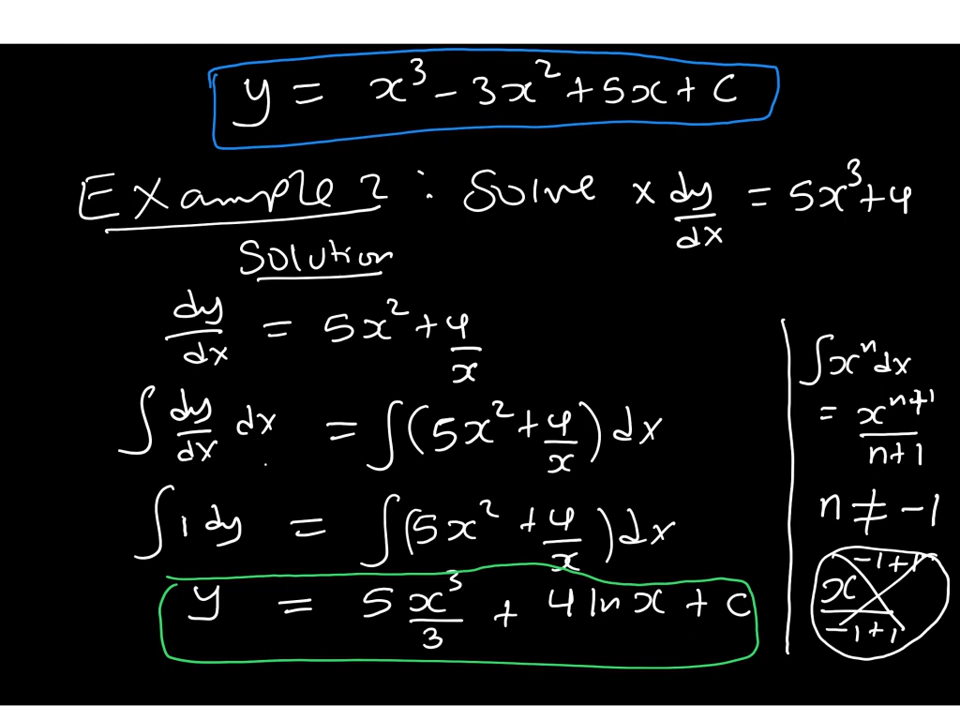 y = x³ - 3x² + 5x + c
Example 2 : Solve x dy/dx = 5x³+4
Solution
dy/dx = 5x² + 4/x
∫ dy/dx dx = ∫(5x² + 4/x) dx
∫ 1 dy = ∫(5x² + 4/x) dx
y = 5 x³/3 + 4 ln x + c
∫xⁿ dx
= xⁿ⁺¹/n+1
n ≠ -1
x⁻¹⁺¹/-1+1